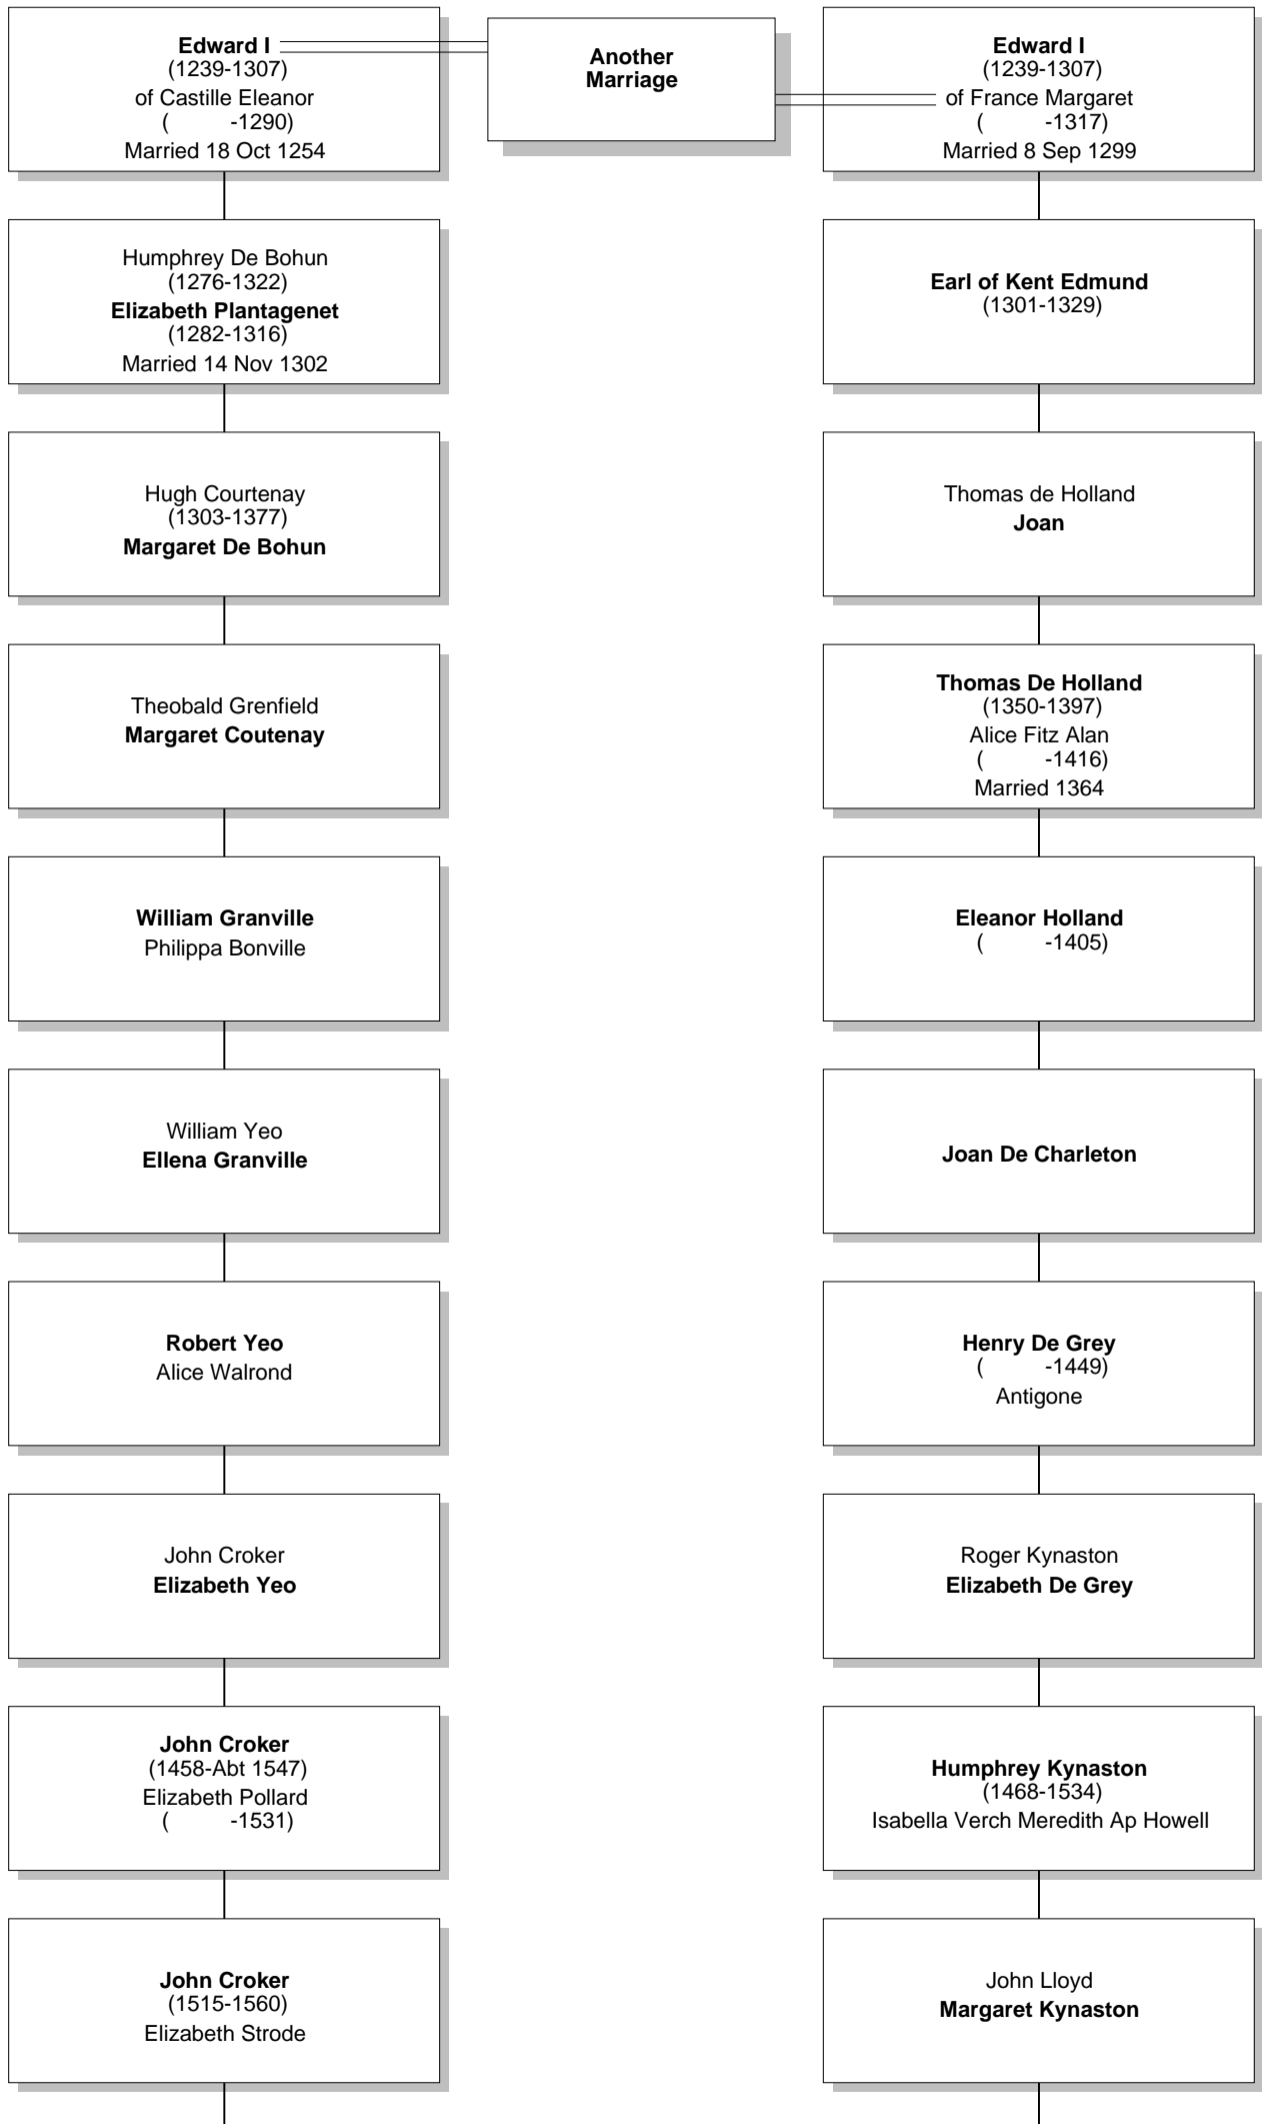 Edward I
(1239-1307)
of Castille Eleanor
( -1290)
Married 18 Oct 1254
Another
Marriage
Edward I
(1239-1307)
of France Margaret
( -1317)
Married 8 Sep 1299
Humphrey De Bohun
(1276-1322)
Elizabeth Plantagenet
(1282-1316)
Married 14 Nov 1302
Earl of Kent Edmund
(1301-1329)
Hugh Courtenay
(1303-1377)
Margaret De Bohun
Thomas de Holland
Joan
Theobald Grenfield
Margaret Coutenay
Thomas De Holland
(1350-1397)
Alice Fitz Alan
( -1416)
Married 1364
William Granville
Philippa Bonville
Eleanor Holland
( -1405)
William Yeo
Ellena Granville
Joan De Charleton
Robert Yeo
Alice Walrond
Henry De Grey
( -1449)
Antigone
John Croker
Elizabeth Yeo
Roger Kynaston
Elizabeth De Grey
John Croker
(1458-Abt 1547)
Elizabeth Pollard
( -1531)
Humphrey Kynaston
(1468-1534)
Isabella Verch Meredith Ap Howell
John Croker
(1515-1560)
Elizabeth Strode
John Lloyd
Margaret Kynaston